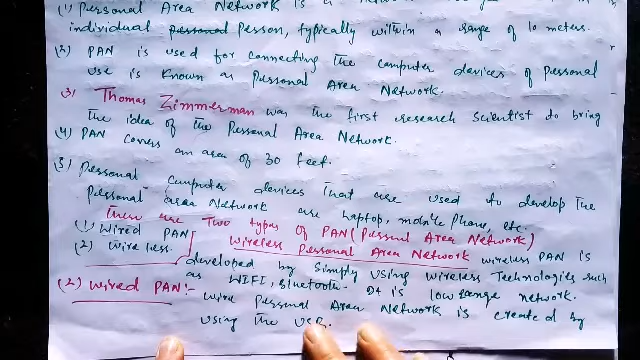 (1) Personal Area Network is a
individual personal Person, typically within a range of 10 meters.
(2) PAN is used for connecting the computer devices of personal
use is known as Personal Area Network.
(3) Thomas Zimmerman was the first research scientist to bring
the idea of the Personal Area Network.
(4) PAN covers an area of 30 feet.
(5) Personal computer devices that are used to develop the
Personal area Network are laptop, mobile phone, etc.
There are Two types of PAN (Personal Area Network)
(1) Wired PAN
(2) Wireless.
Wireless Personal Area Network wireless PAN is
developed by simply using wireless Technologies such
as WIFI, Bluetooth. It is low range network.
(2) Wired PAN:-
Wire Personal Area Network is created by
using the USB.